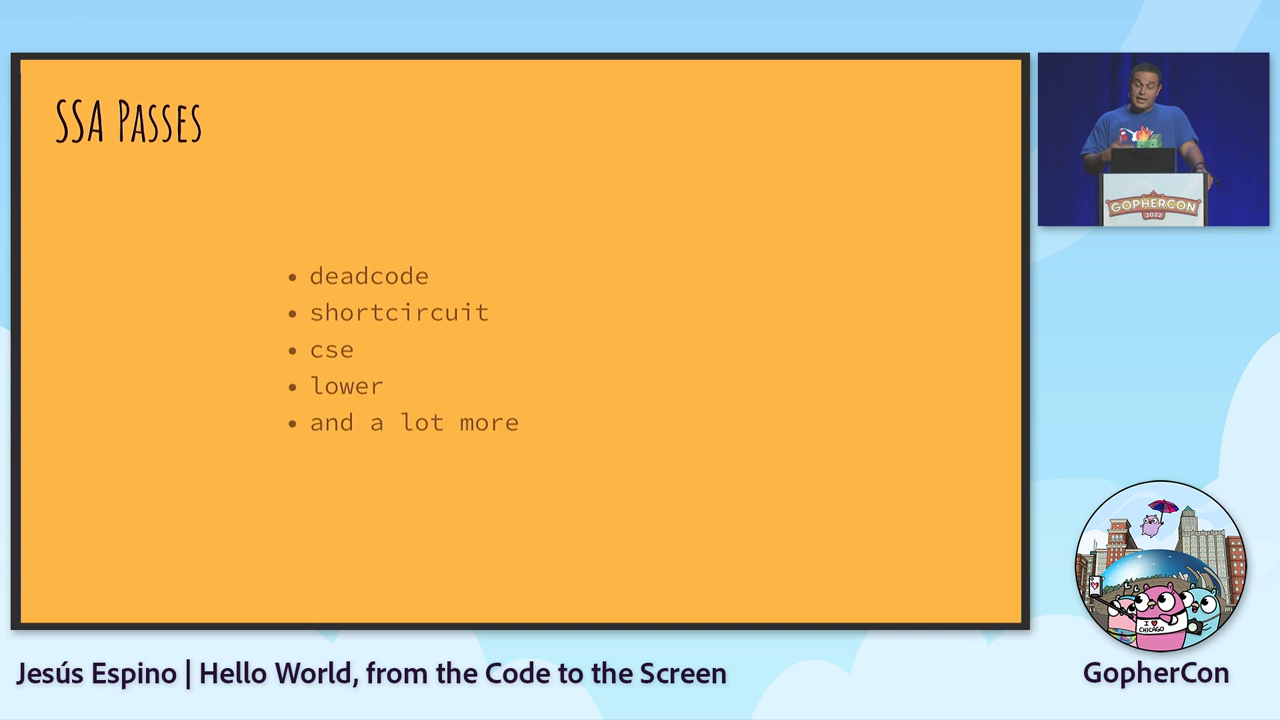 SSA Passes
• deadcode
• shortcircuit
• cse
• lower
• and a lot more
GOPHERCON
2022
I ♥
CHICAGO
Jesús Espino | Hello World, from the Code to the Screen
GopherCon